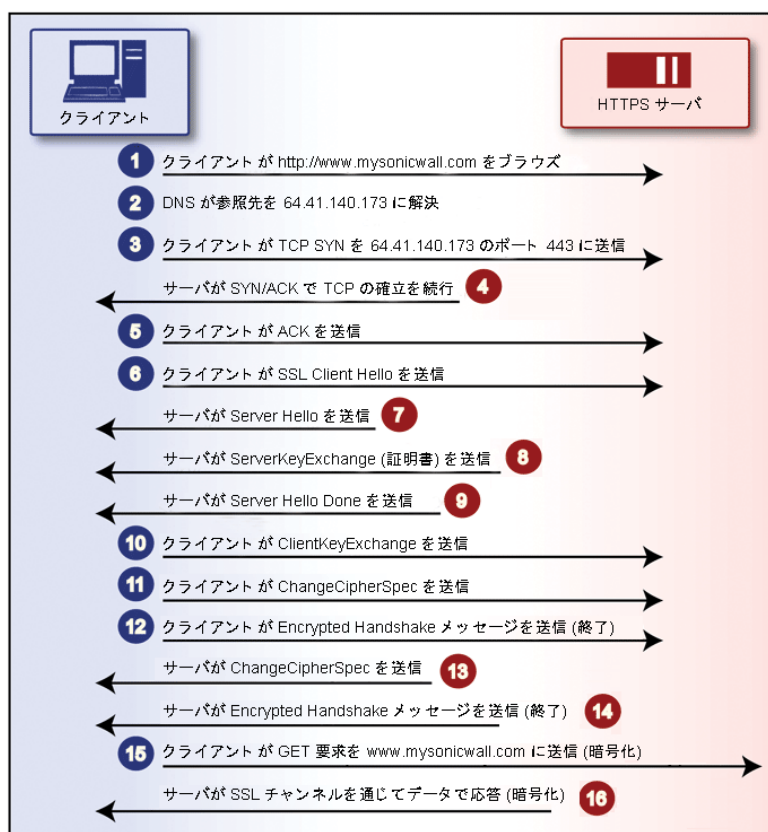 クライアント
HTTPS サーバ
1 クライアント が http://www.mysonicwall.com をブラウズ
2 DNS が参照先を 64.41.140.173 に解決
3 クライアント が TCP SYN を 64.41.140.173 のポート 443 に送信
サーバが SYN/ACK で TCP の確立を続行 4
5 クライアント が ACK を送信
6 クライアント が SSL Client Hello を送信
サーバが Server Hello を送信 7
サーバが ServerKeyExchange (証明書) を送信 8
サーバが Server Hello Done を送信 9
10 クライアント が ClientKeyExchange を送信
11 クライアント が ChangeCipherSpec を送信
12 クライアント が Encrypted Handshake メッセージを送信 (終了)
サーバが ChangeCipherSpec を送信 13
サーバが Encrypted Handshake メッセージを送信 (終了) 14
15 クライアント が GET 要求を www.mysonicwall.com に送信 (暗号化)
サーバが SSL チャンネルを通じてデータで応答 (暗号化) 16